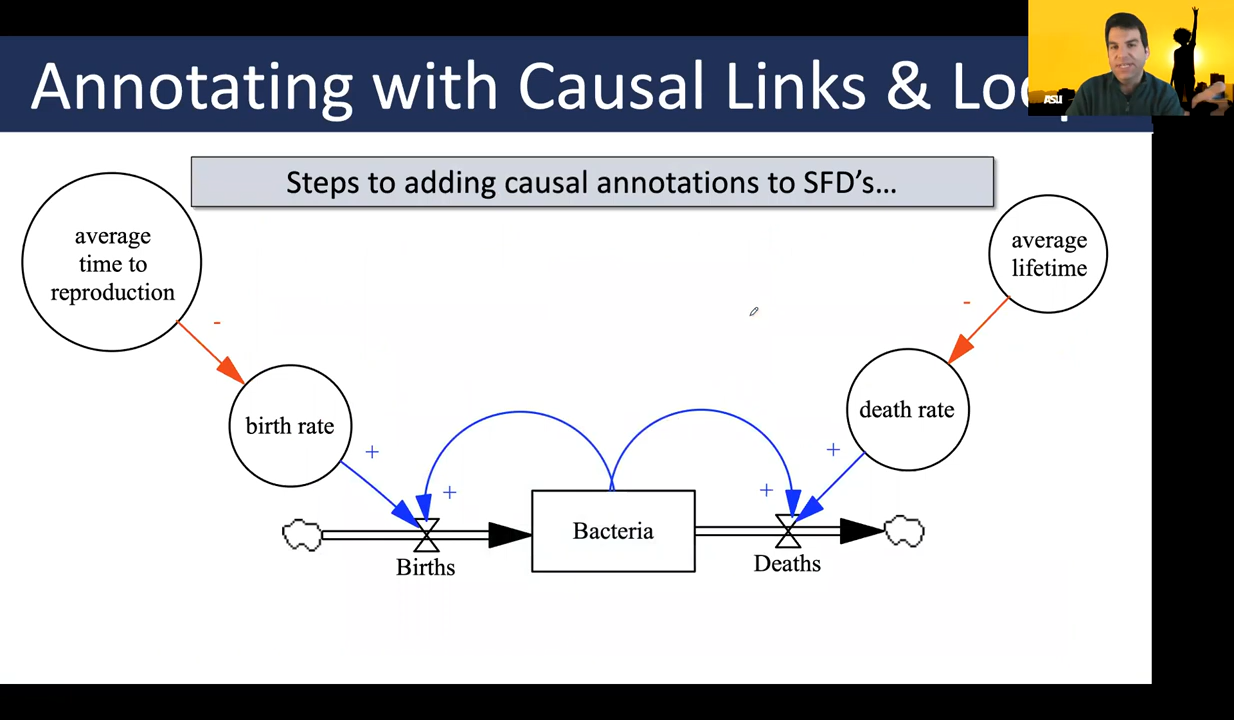 Annotating with Causal Links &
ASU
Steps to adding causal annotations to SFD's...
average
time to
reproduction
average
lifetime
-
-
birth rate
death rate
+
+
+
+
Bacteria
Births
Deaths